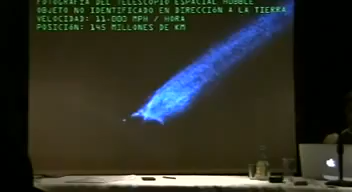 FOTOGRAFIA DEL TELESCOPIO ESPACIAL HUBBLE
OBJETO NO IDENTIFICADO EN DIRECCION A LA TIERRA
VELOCIDAD: 11.000 MPH / HORA
POSICIÓN: 145 MILLONES DE KM